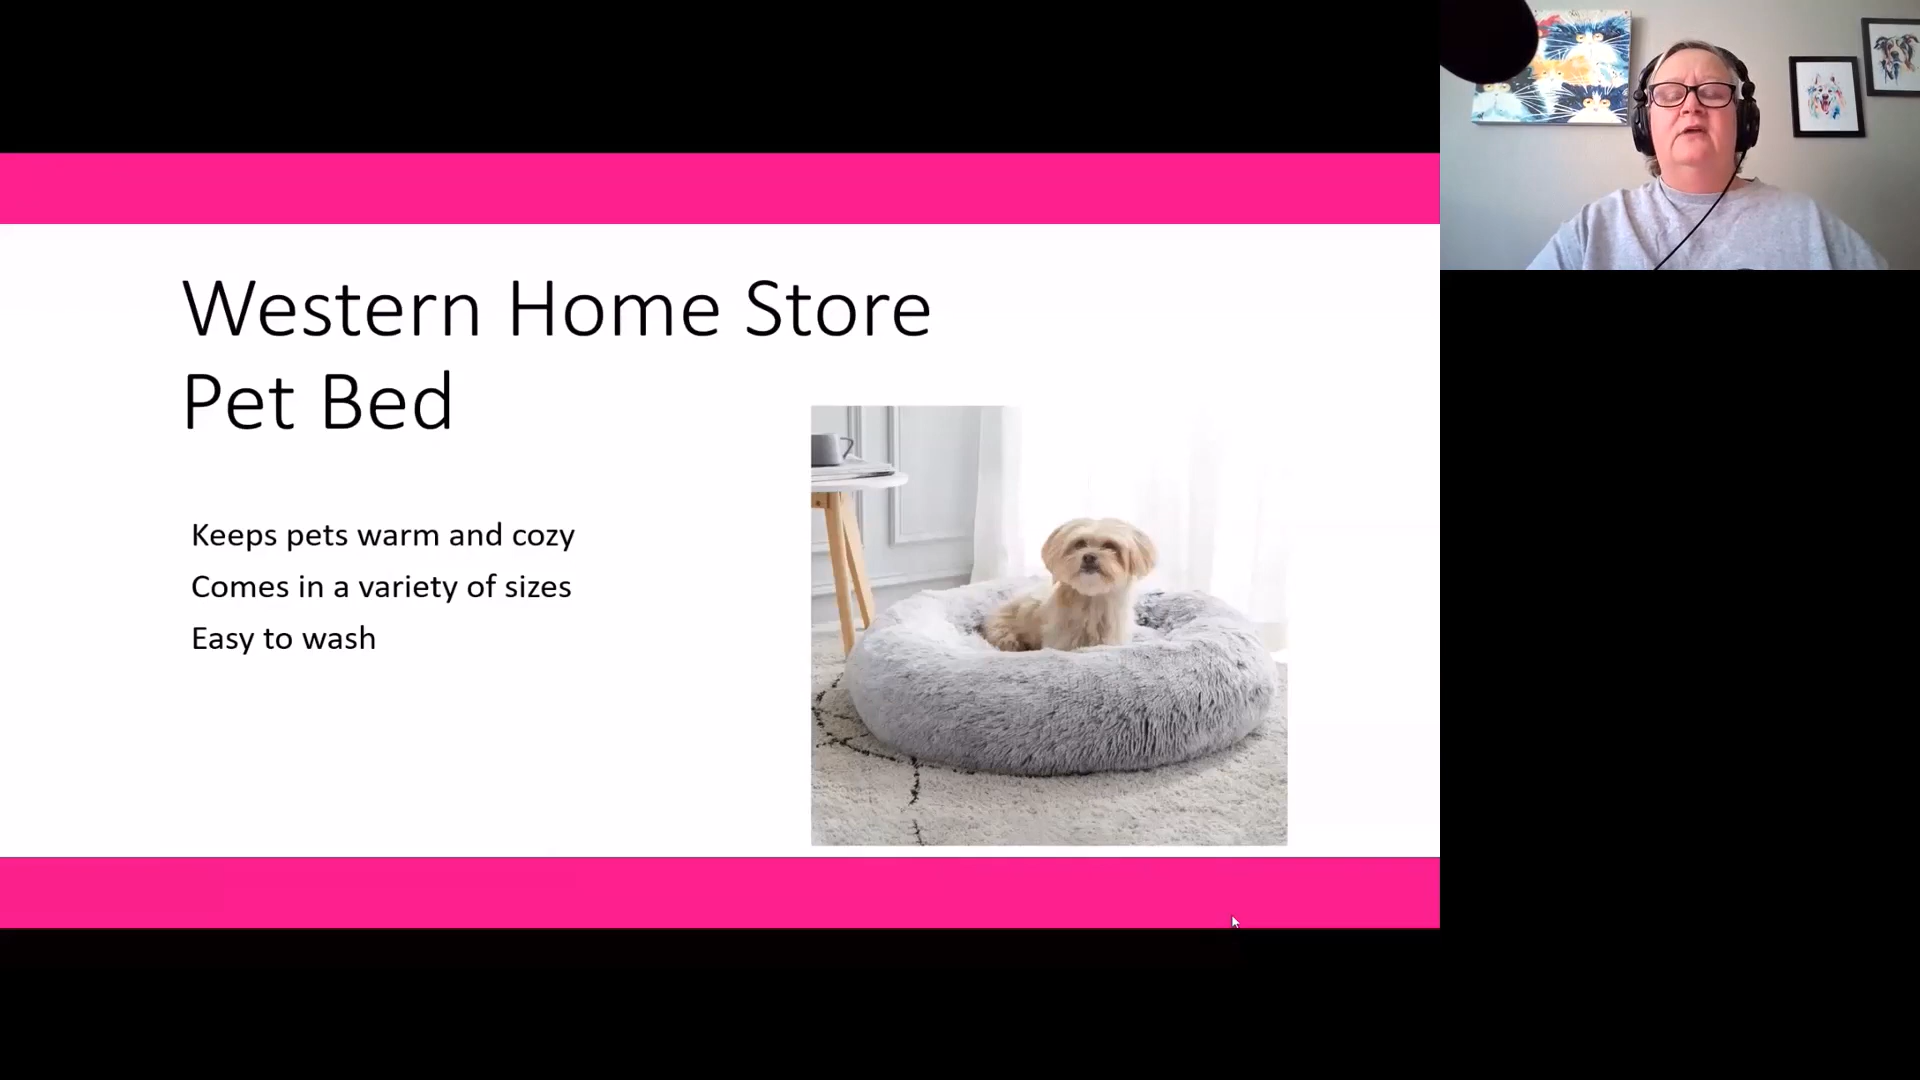 Western Home Store
Pet Bed
Keeps pets warm and cozy
Comes in a variety of sizes
Easy to wash